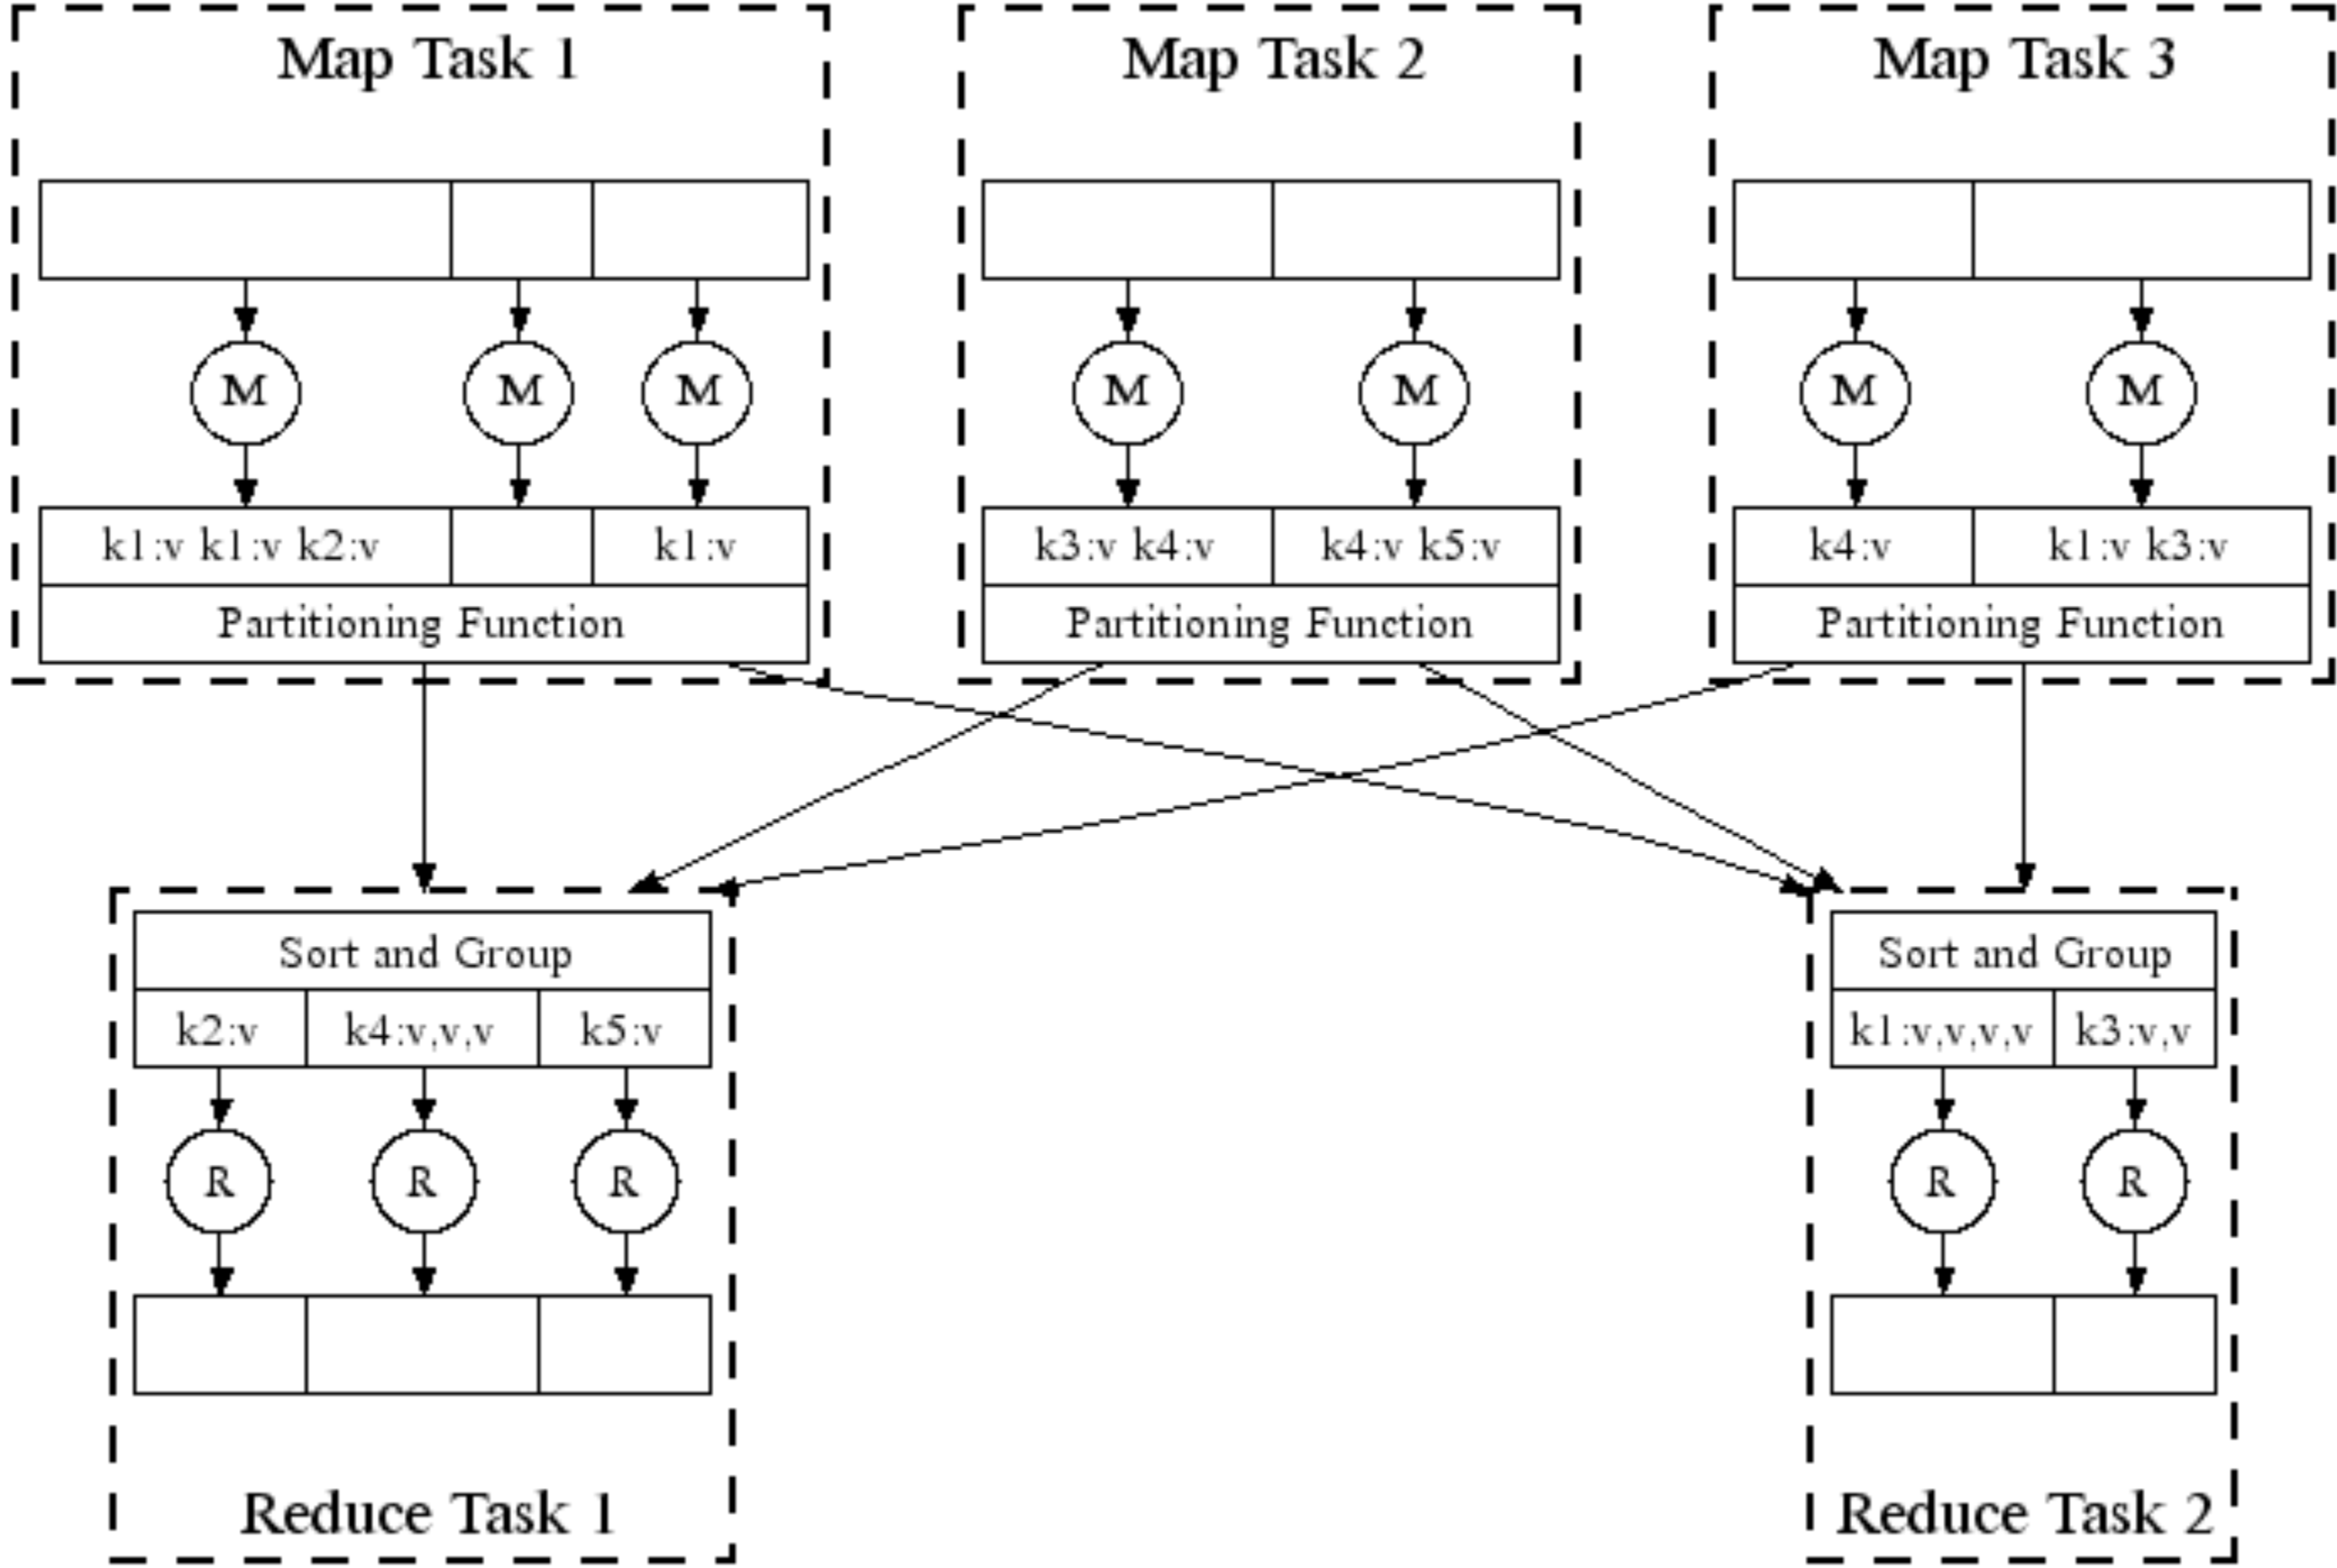 Map Task 1
Map Task 2
Map Task 3
M
M
M
M
M
M
M
k1:v k1:v k2:v
k1:v
k3:v k4:v
k4:v k5:v
k4:v
k1:v k3:v
Partitioning Function
Partitioning Function
Partitioning Function
Sort and Group
Sort and Group
k2:v
k4:v,v,v
k5:v
k1:v,v,v,v
k3:v,v
R
R
R
R
R
Reduce Task 1
Reduce Task 2